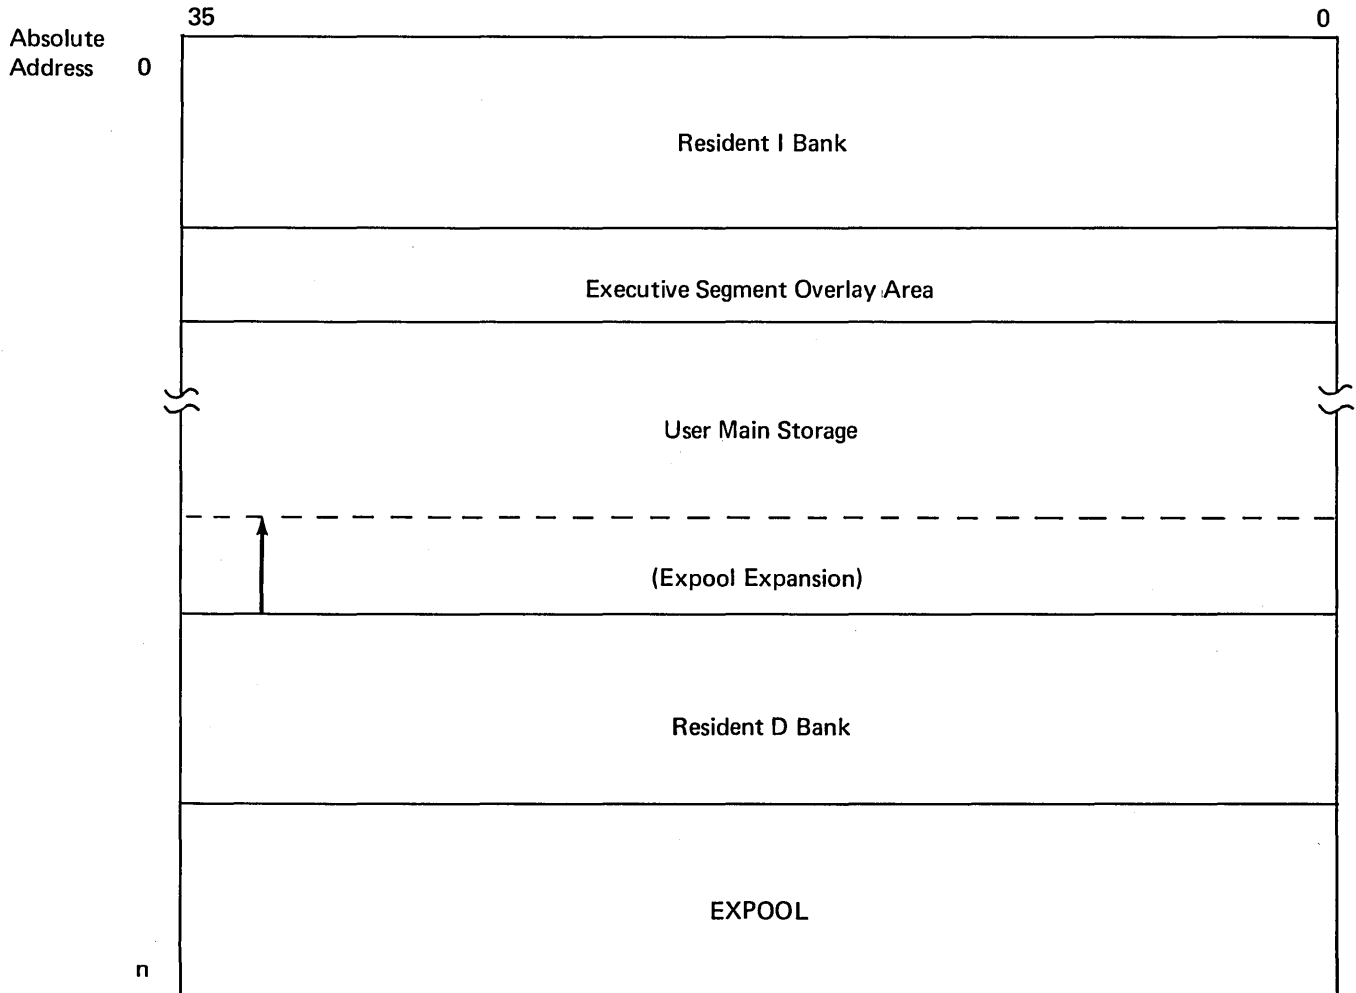 35 0
Absolute
Address 0
Resident I Bank
Executive Segment Overlay Area
User Main Storage
(Expool Expansion)
Resident D Bank
EXPOOL
n